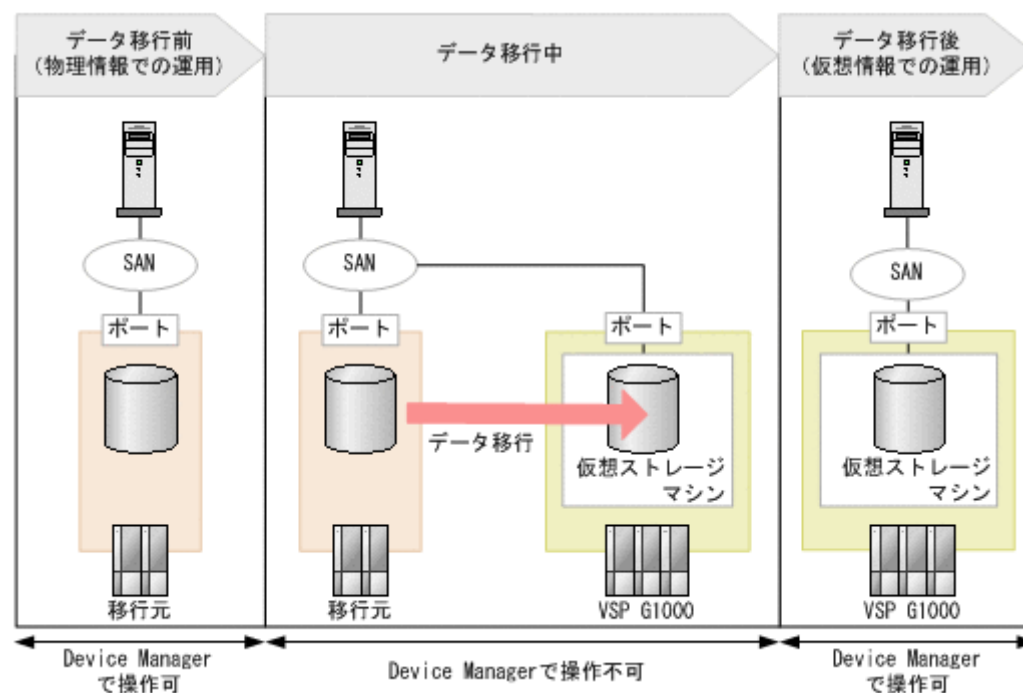 データ移行前
(物理情報での運用)
データ移行中
データ移行後
(仮想情報での運用)
SAN
ポート
移行元
SAN
ポート
データ移行
移行元
ポート
仮想ストレージ
マシン
VSP G1000
SAN
ポート
仮想ストレージ
マシン
VSP G1000
Device Manager
で操作可
Device Managerで操作不可
Device Manager
で操作可